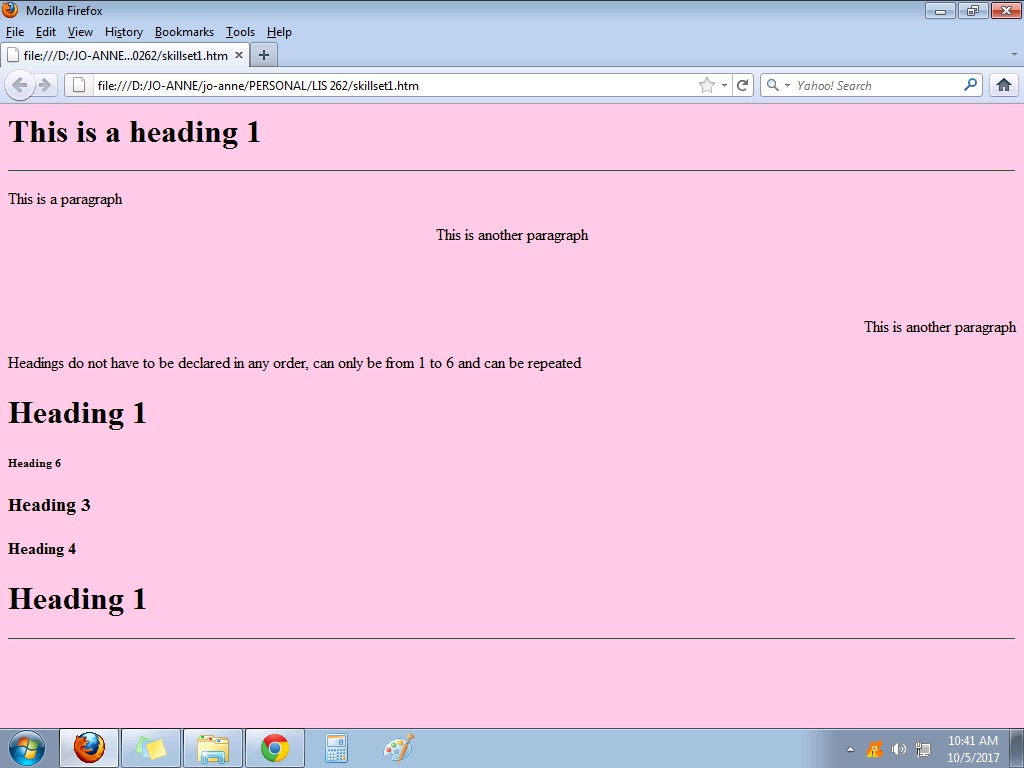 Mozilla Firefox
File Edit View History Bookmarks Tools Help
file:///D:/JO-ANNE...0262/skillset1.htm
file:///D:/JO-ANNE/jo-anne/PERSONAL/LIS 262/skillset1.htm Yahoo! Search
This is a heading 1
This is a paragraph
This is another paragraph
This is another paragraph
Headings do not have to be declared in any order, can only be from 1 to 6 and can be repeated
Heading 1
Heading 6
Heading 3
Heading 4
Heading 1
10:41 AM
10/5/2017